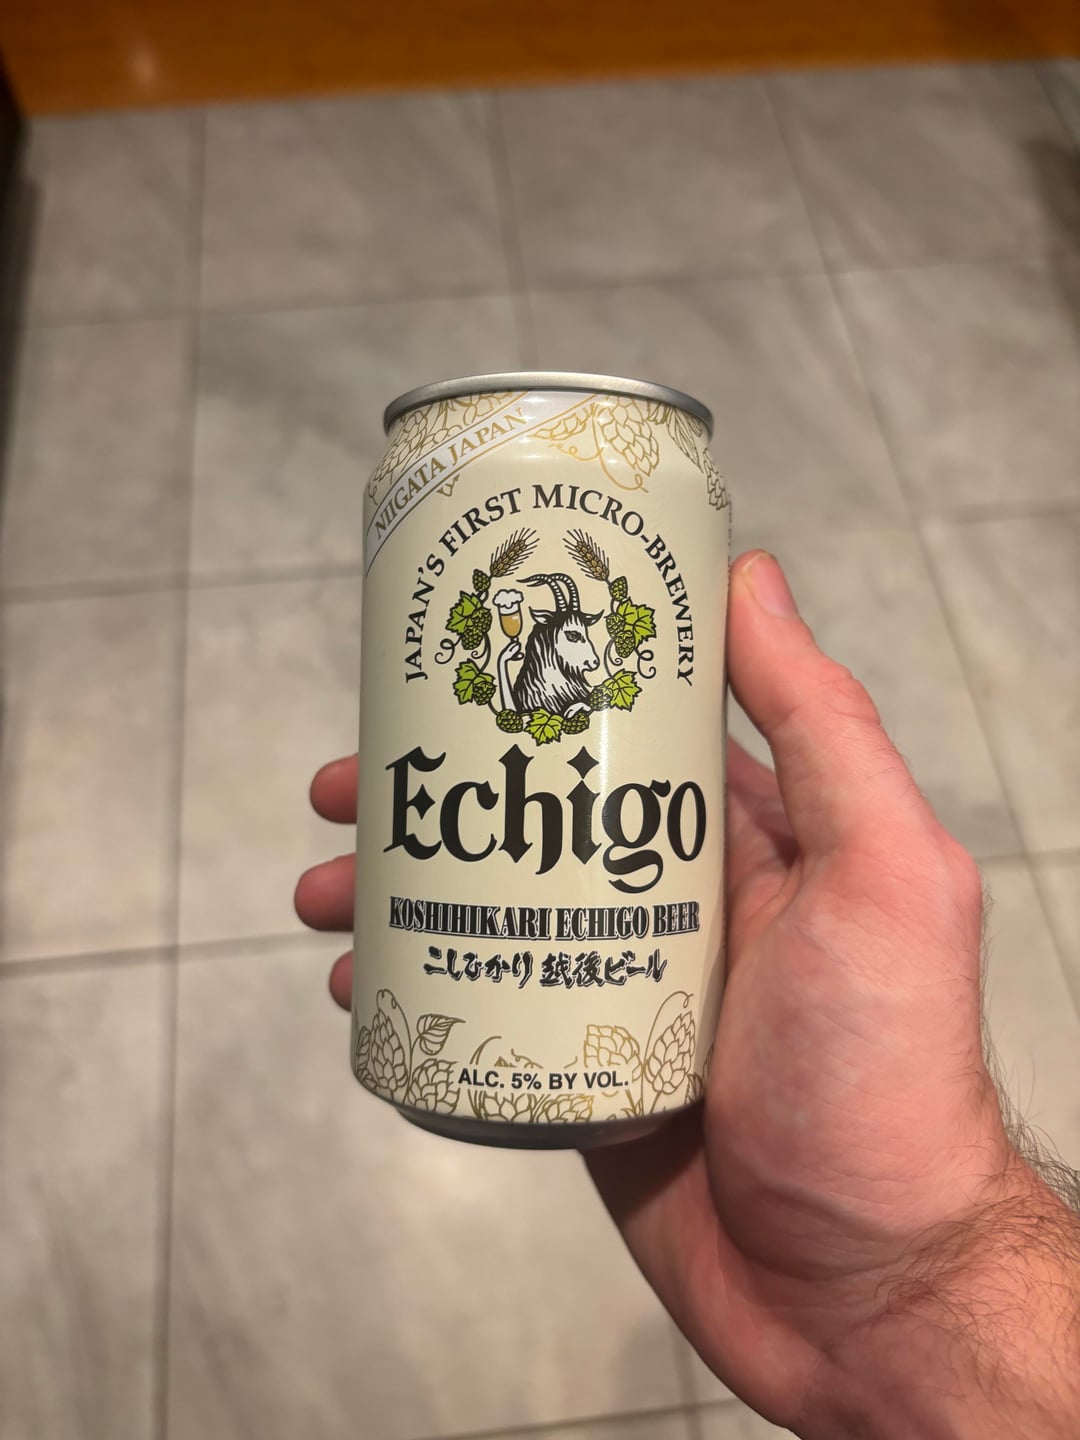 NIIGATA JAPAN
JAPAN'S FIRST MICRO-BREWERY
Echigo
KOSHIHIKARI ECHIGO BEER
こしひかり 越後ビール
ALC. 5% BY VOL.